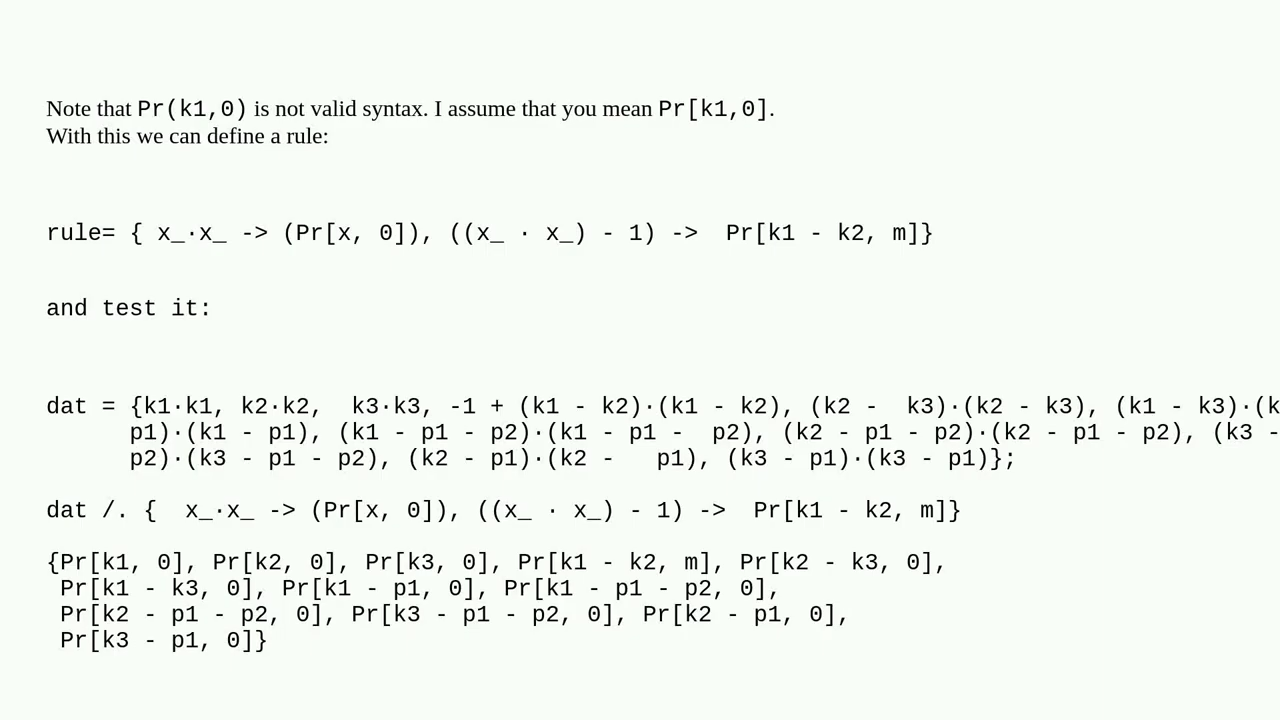 Note that Pr(k1,0) is not valid syntax. I assume that you mean Pr[k1,0].
With this we can define a rule:
rule= { x_·x_ -> (Pr[x, 0]), ((x_ · x_) - 1) ->  Pr[k1 - k2, m]}
and test it:
dat = {k1·k1, k2·k2,  k3·k3, -1 + (k1 - k2)·(k1 - k2), (k2 -  k3)·(k2 - k3), (k1 - k3)·(k
p1)·(k1 - p1), (k1 - p1 - p2)·(k1 - p1 -  p2), (k2 - p1 - p2)·(k2 - p1 - p2), (k3 -
p2)·(k3 - p1 - p2), (k2 - p1)·(k2 -   p1), (k3 - p1)·(k3 - p1)};
dat /. {  x_·x_ -> (Pr[x, 0]), ((x_ · x_) - 1) ->  Pr[k1 - k2, m]}
{Pr[k1, 0], Pr[k2, 0], Pr[k3, 0], Pr[k1 - k2, m], Pr[k2 - k3, 0],
Pr[k1 - k3, 0], Pr[k1 - p1, 0], Pr[k1 - p1 - p2, 0],
Pr[k2 - p1 - p2, 0], Pr[k3 - p1 - p2, 0], Pr[k2 - p1, 0],
Pr[k3 - p1, 0]}